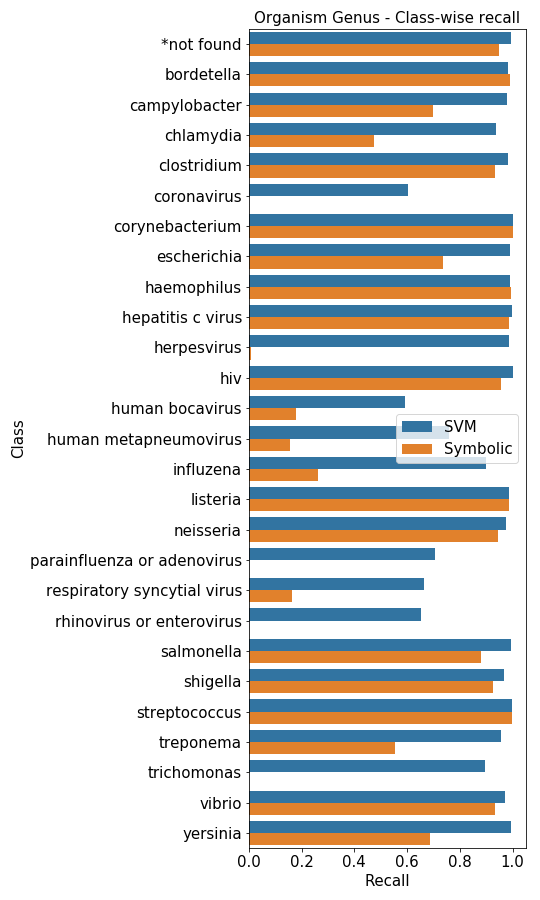 Organism Genus - Class-wise recall
*not found
bordetella
campylobacter
chlamydia
clostridium
coronavirus
corynebacterium
escherichia
haemophilus
hepatitis c virus
herpesvirus
hiv
human bocavirus
human metapneumovirus
influzena
listeria
neisseria
parainfluenza or adenovirus
respiratory syncytial virus
rhinovirus or enterovirus
salmonella
shigella
streptococcus
treponema
trichomonas
vibrio
yersinia
Class
SVM
Symbolic
0.0 0.2 0.4 0.6 0.8 1.0
Recall